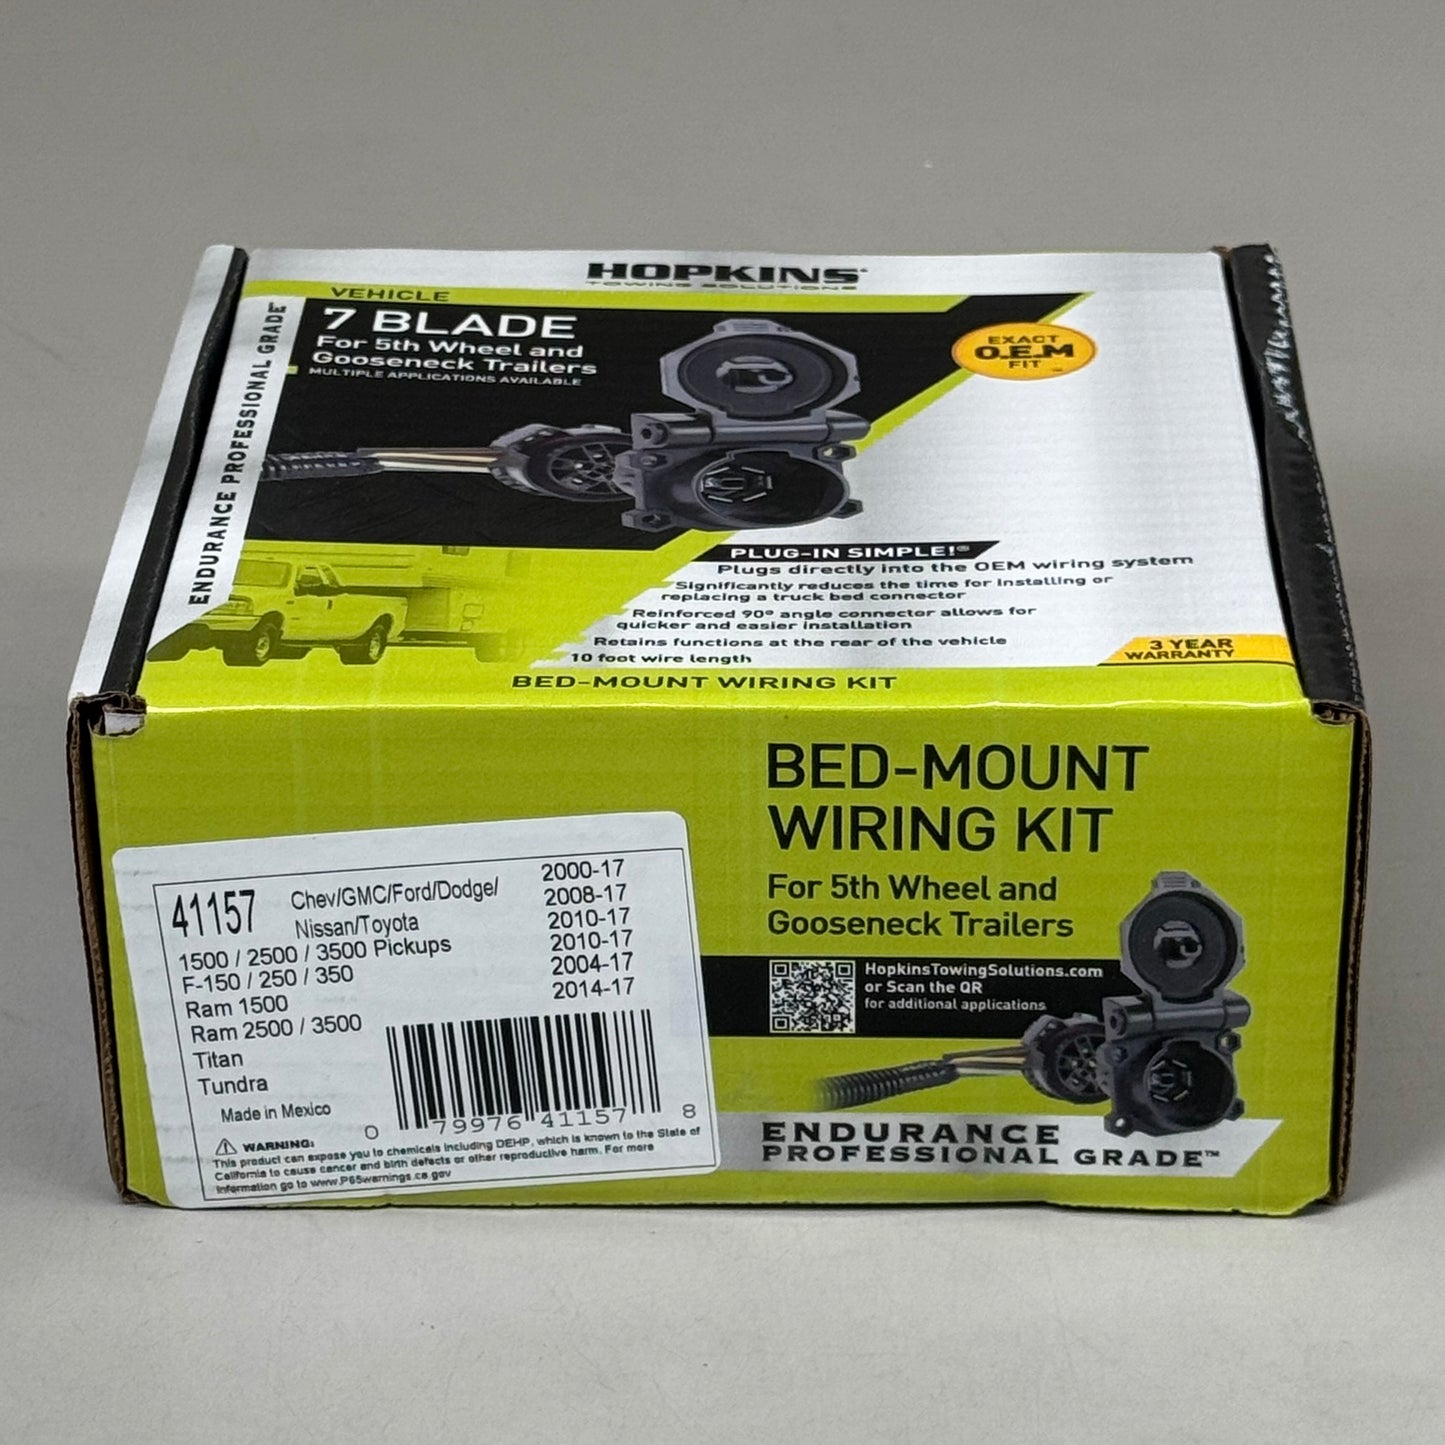 HOPKINS
TOWING SOLUTIONS
VEHICLE
7 BLADE
For 5th Wheel and
Gooseneck Trailers
MULTIPLE APPLICATIONS AVAILABLE
ENDURANCE PROFESSIONAL GRADE™
EXACT
O.E.M
FIT
PLUG-IN SIMPLE!®
Plugs directly into the OEM wiring system
Significantly reduces the time for installing or
replacing a truck bed connector
Reinforced 90° angle connector allows for
quicker and easier installation
Retains functions at the rear of the vehicle
10 foot wire length
3 YEAR
WARRANTY
BED-MOUNT WIRING KIT
BED-MOUNT
WIRING KIT
For 5th Wheel and
Gooseneck Trailers
HopkinsTowingSolutions.com
or Scan the QR
for additional applications
ENDURANCE
PROFESSIONAL GRADE™
41157 Chev/GMC/Ford/Dodge/
Nissan/Toyota
1500 / 2500 / 3500 Pickups 2000-17
F-150 / 250 / 350 2008-17
Ram 1500 2010-17
Ram 2500 / 3500 2010-17
Titan 2004-17
Tundra 2014-17
Made in Mexico
0 79976 41157 8
⚠ WARNING:
This product can expose you to chemicals including DEHP, which is known to the State of
California to cause cancer and birth defects or other reproductive harm. For more
information go to www.P65warnings.ca.gov